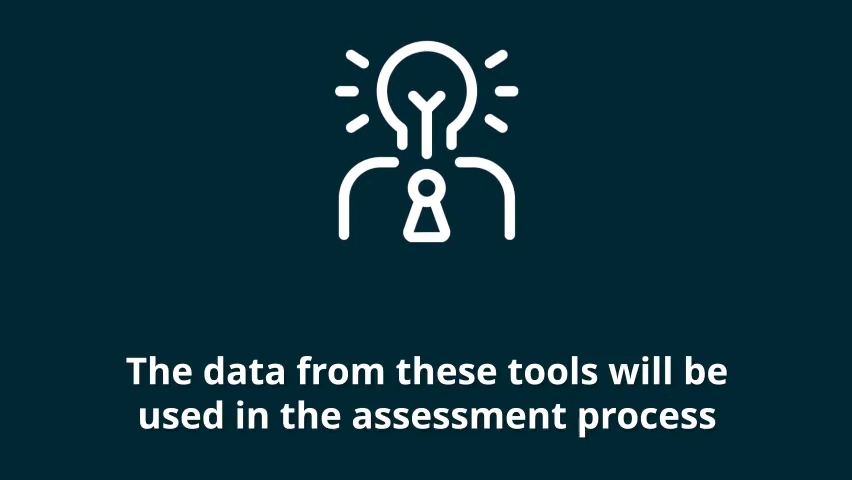 The data from these tools will be
used in the assessment process